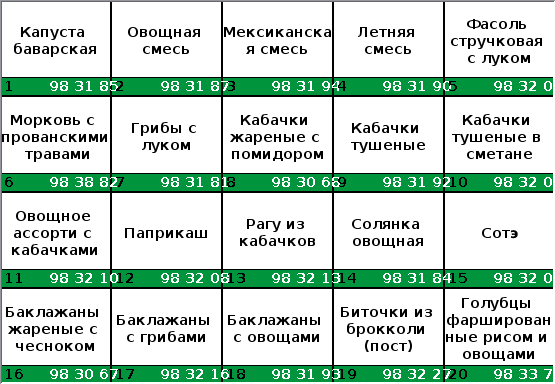 Капуста
баварская
Овощная
смесь
Мексиканска
я смесь
Летняя
смесь
Фасоль
стручковая
с луком
1 98 31 85
2 98 31 87
3 98 31 94
4 98 31 90
5 98 32 0
Морковь с
прованскими
травами
Грибы с
луком
Кабачки
жареные с
помидором
Кабачки
тушеные
Кабачки
тушеные в
сметане
6 98 38 82
7 98 31 81
8 98 30 68
9 98 31 92
10 98 32 0
Овощное
ассорти с
кабачками
Паприкаш
Рагу из
кабачков
Солянка
овощная
Сотэ
11 98 32 10
12 98 32 08
13 98 32 13
14 98 31 84
15 98 32 0
Баклажаны
жареные с
чесноком
Баклажаны
с грибами
Баклажаны
с овощами
Биточки из
брокколи
(пост)
Голубцы
фарширован
ные рисом и
овощами
16 98 30 67
17 98 32 16
18 98 31 93
19 98 32 27
20 98 33 7